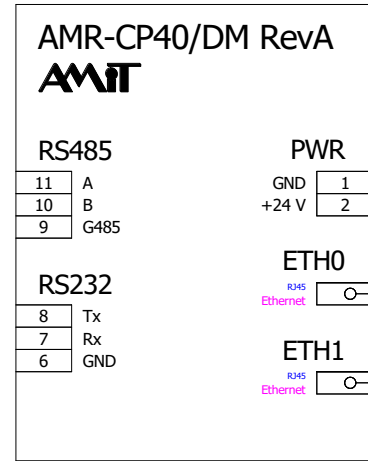 AMR-CP40/DM RevA
AMiT
RS485
11 A
10 B
9 G485
RS232
8 Tx
7 Rx
6 GND
PWR
GND 1
+24 V 2
ETH0
RJ45
Ethernet
ETH1
RJ45
Ethernet